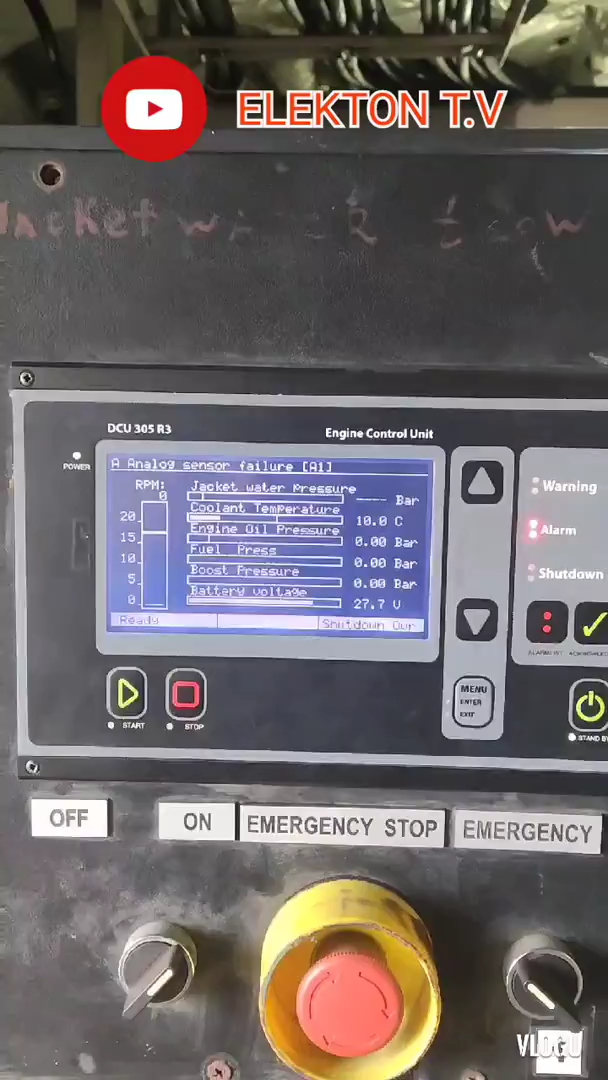 ELEKTON T.V
DCU 305 R3
Engine Control Unit
POWER
A Analog sensor failure [A1]
RPM:
0
20
15
10
5
0
Jacket water pressure
---- Bar
Coolant Temperature
10.0 C
Engine Oil Pressure
0.00 Bar
Fuel Press
0.00 Bar
Boost Pressure
0.00 Bar
Battery voltage
27.7 V
Ready
Shutdown Ovr
Warning
Alarm
Shutdown
MENU
ENTER
EXIT
START
STOP
OFF
ON
EMERGENCY STOP
EMERGENCY
VLOGU